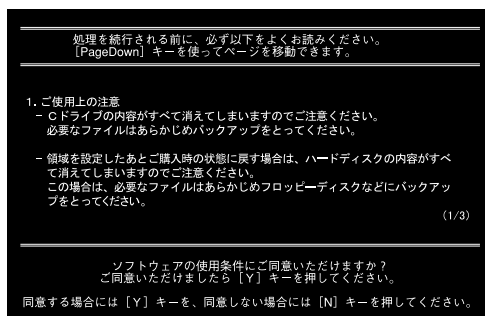 処理を続行される前に、必ず以下をよくお読みください。
［PageDown］キーを使ってページを移動できます。
1．ご使用上の注意
－ Cドライブの内容がすべて消えてしまいますのでご注意ください。
必要なファイルはあらかじめバックアップをとってください。
－ 領域を設定したあとご購入時の状態に戻す場合は、ハードディスクの内容がすべ
て消えてしまいますのでご注意ください。
この場合は、必要なファイルはあらかじめフロッピーディスクなどにバックアッ
プをとってください。
(1/3)
ソフトウェアの使用条件にご同意いただけますか？
ご同意いただけましたら［Y］キーを押してください。
同意する場合には［Y］キーを、同意しない場合には［N］キーを押してください。